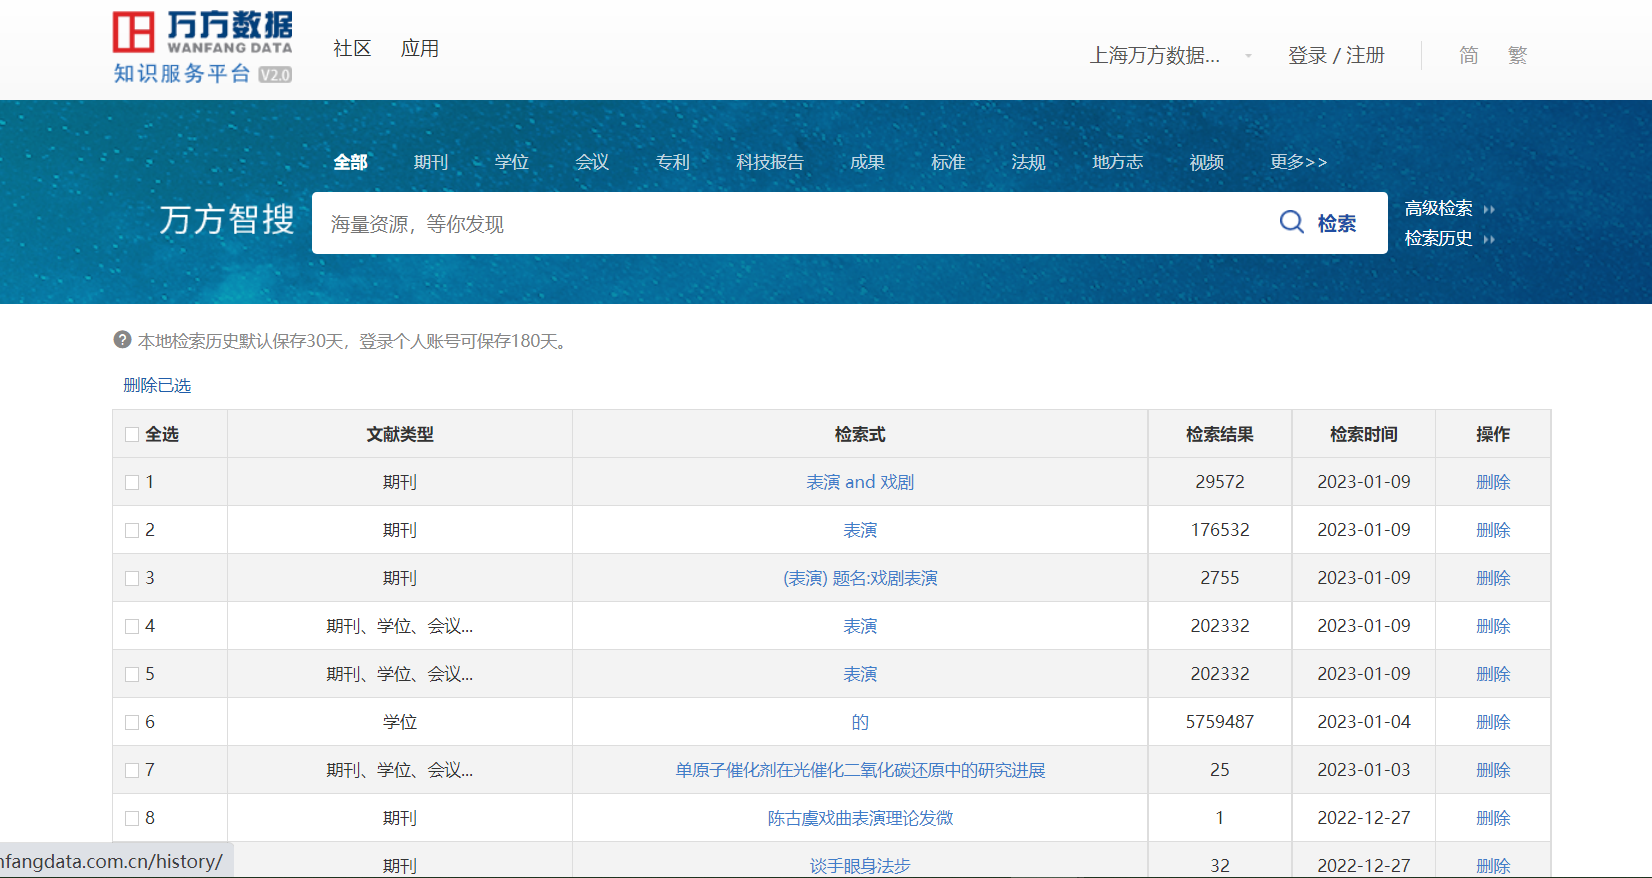 万方数据
WANFANG DATA
知识服务平台 V2.0
社区 应用
上海万方数据... 登录 / 注册 简 繁
全部 期刊 学位 会议 专利 科技报告 成果 标准 法规 地方志 视频 更多>>
万方智搜 海量资源，等你发现 检索
高级检索
检索历史
本地检索历史默认保存30天，登录个人账号可保存180天。
删除已选
全选 文献类型 检索式 检索结果 检索时间 操作
1 期刊 表演 and 戏剧 29572 2023-01-09 删除
2 期刊 表演 176532 2023-01-09 删除
3 期刊 (表演) 题名:戏剧表演 2755 2023-01-09 删除
4 期刊、学位、会议... 表演 202332 2023-01-09 删除
5 期刊、学位、会议... 表演 202332 2023-01-09 删除
6 学位 的 5759487 2023-01-04 删除
7 期刊、学位、会议... 单原子催化剂在光催化二氧化碳还原中的研究进展 25 2023-01-03 删除
8 期刊 陈古虞戏曲表演理论发微 1 2022-12-27 删除
期刊 谈手眼身法步 32 2022-12-27 删除
nfangdata.com.cn/history/